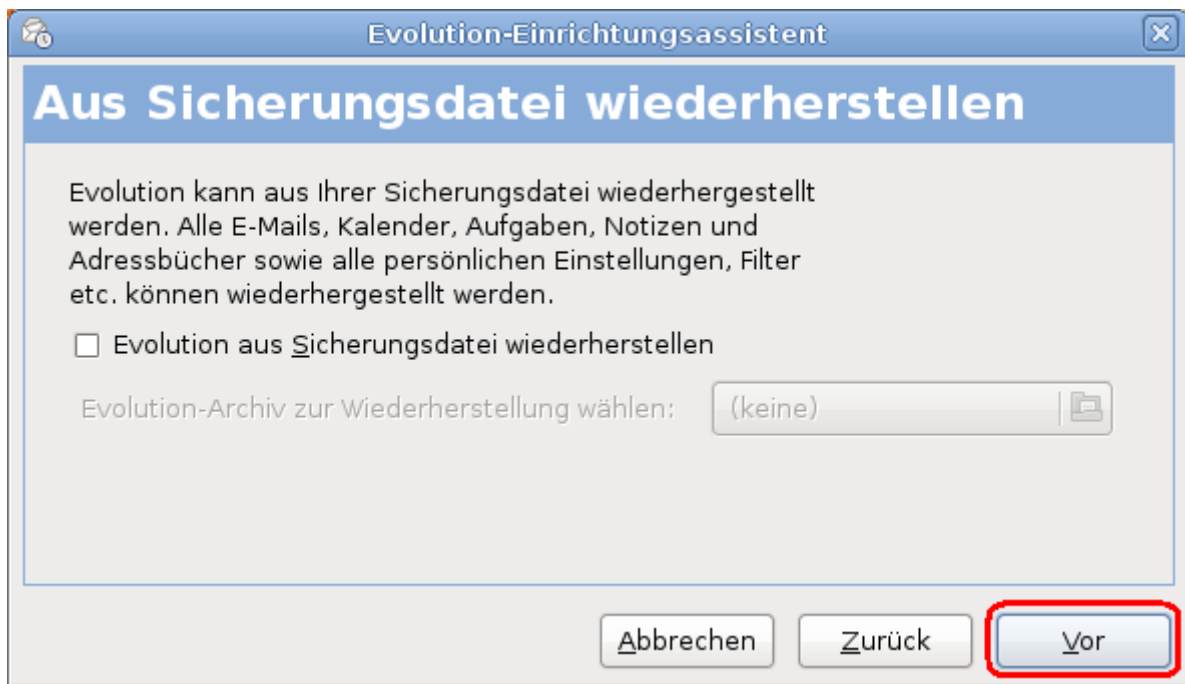 Evolution-Einrichtungsassistent
Aus Sicherungsdatei wiederherstellen
Evolution kann aus Ihrer Sicherungsdatei wiederhergestellt
werden. Alle E-Mails, Kalender, Aufgaben, Notizen und
Adressbücher sowie alle persönlichen Einstellungen, Filter
etc. können wiederhergestellt werden.
Evolution aus Sicherungsdatei wiederherstellen
Evolution-Archiv zur Wiederherstellung wählen: (keine)
Abbrechen Zurück Vor